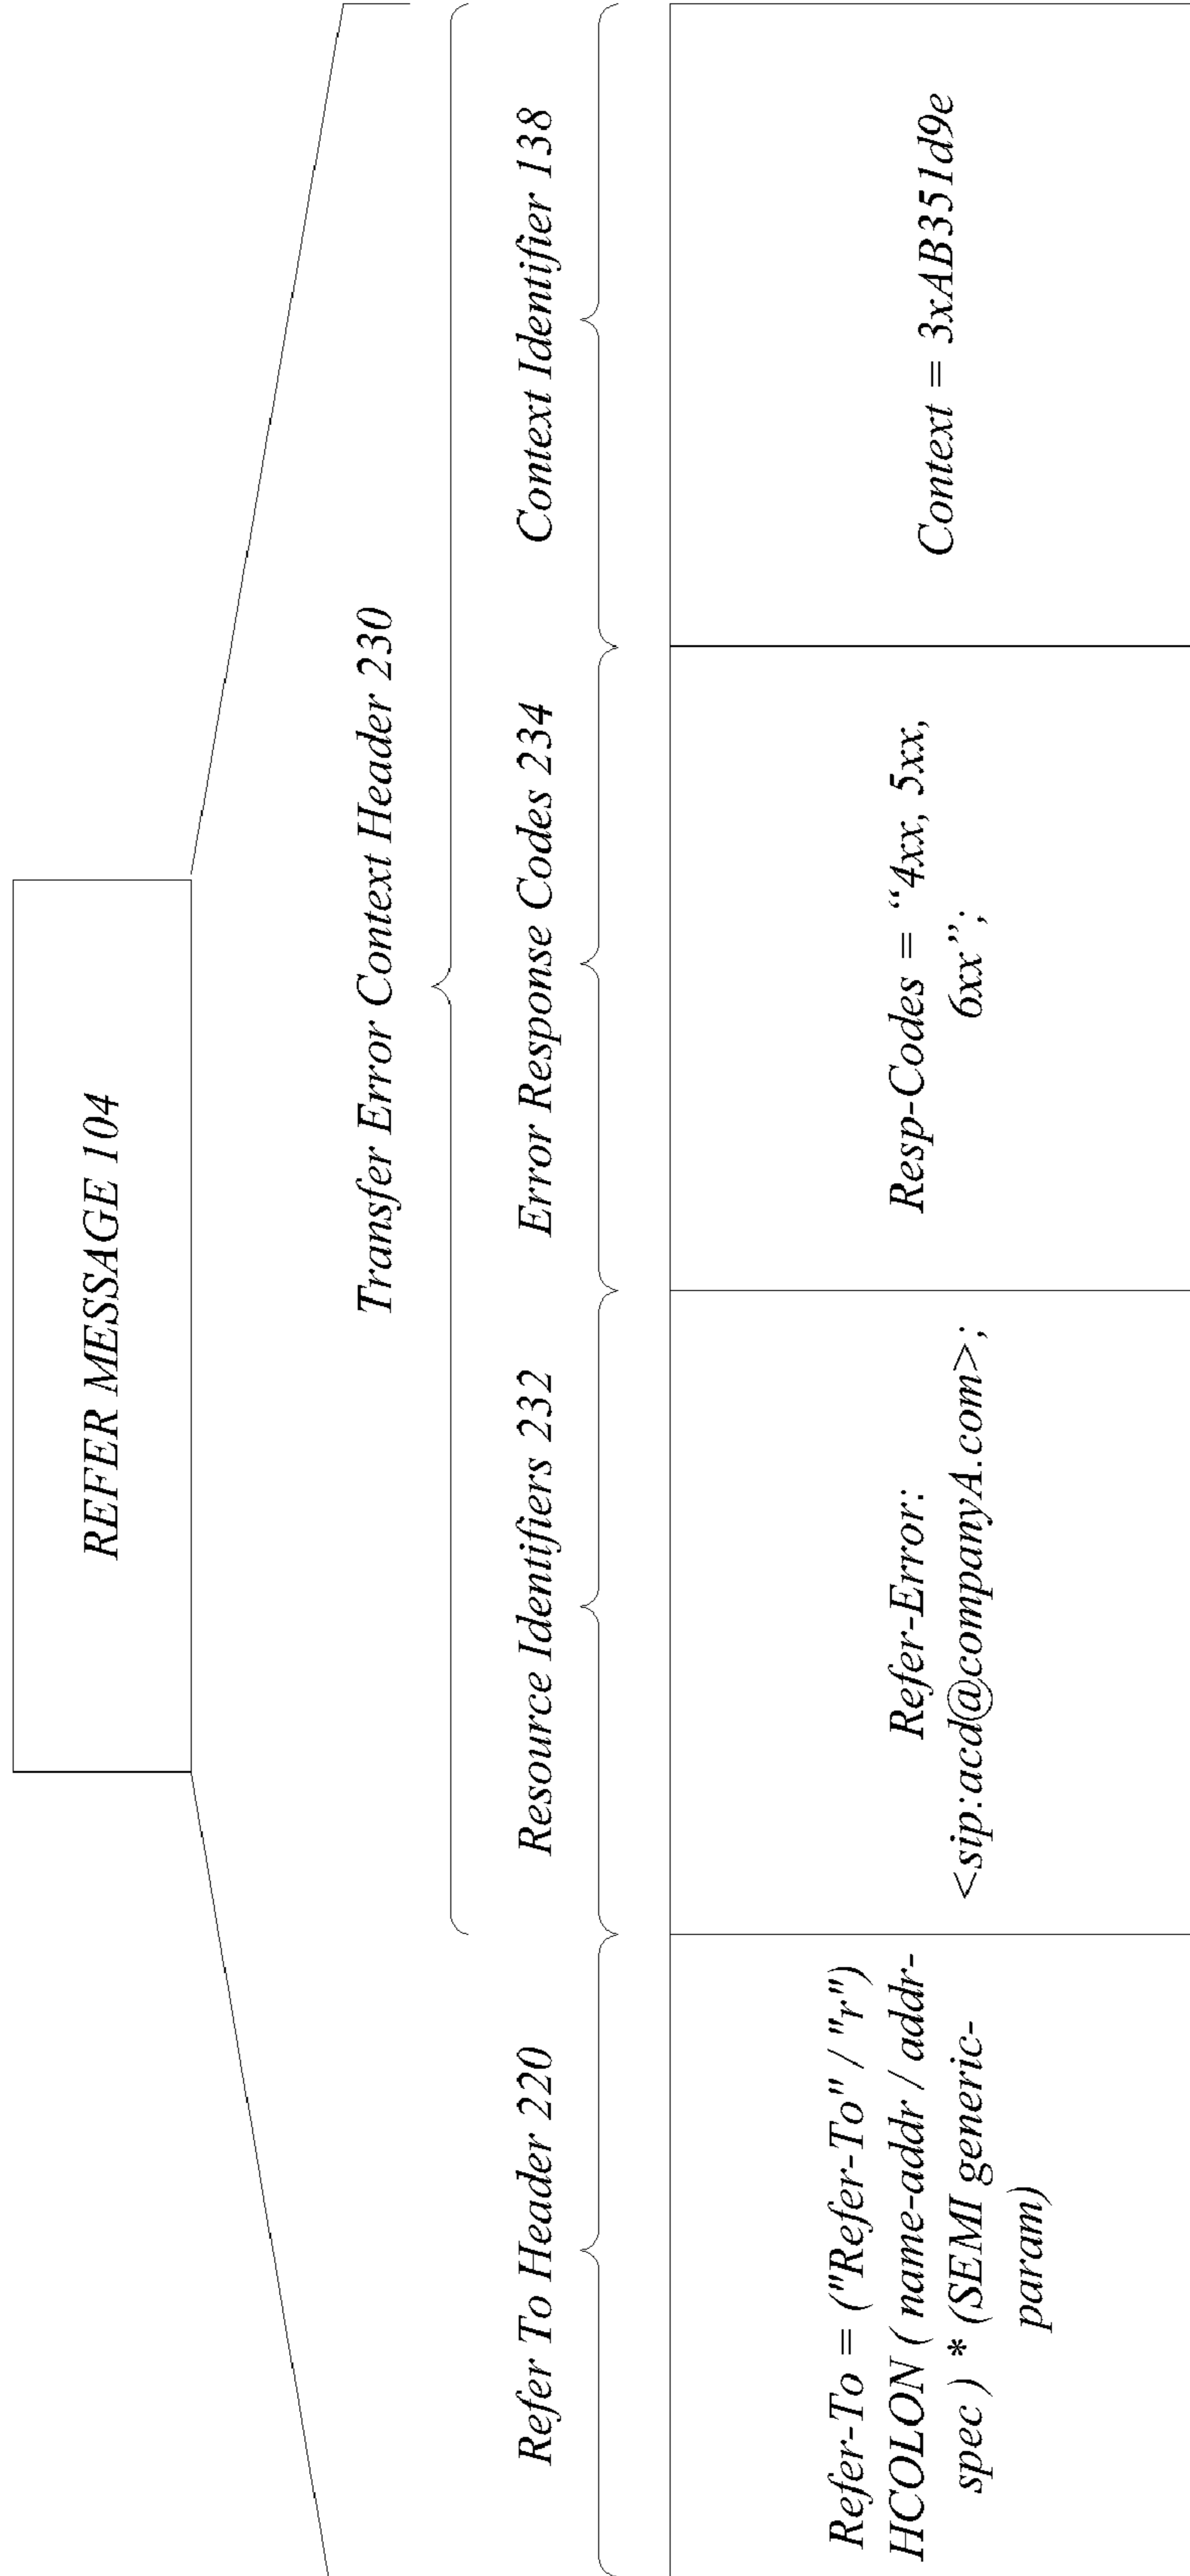 REFER MESSAGE 104
Transfer Error Context Header 230
Refer To Header 220
Resource Identifiers 232
Error Response Codes 234
Context Identifier 138
Refer-To = ("Refer-To" / "r")
HCOLON ( name-addr / addr-
spec ) * (SEMI generic-
param)
Refer-Error:
<sip:acd@companyA.com>;
Resp-Codes = “4xx, 5xx,
6xx”;
Context = 3xAB351d9e